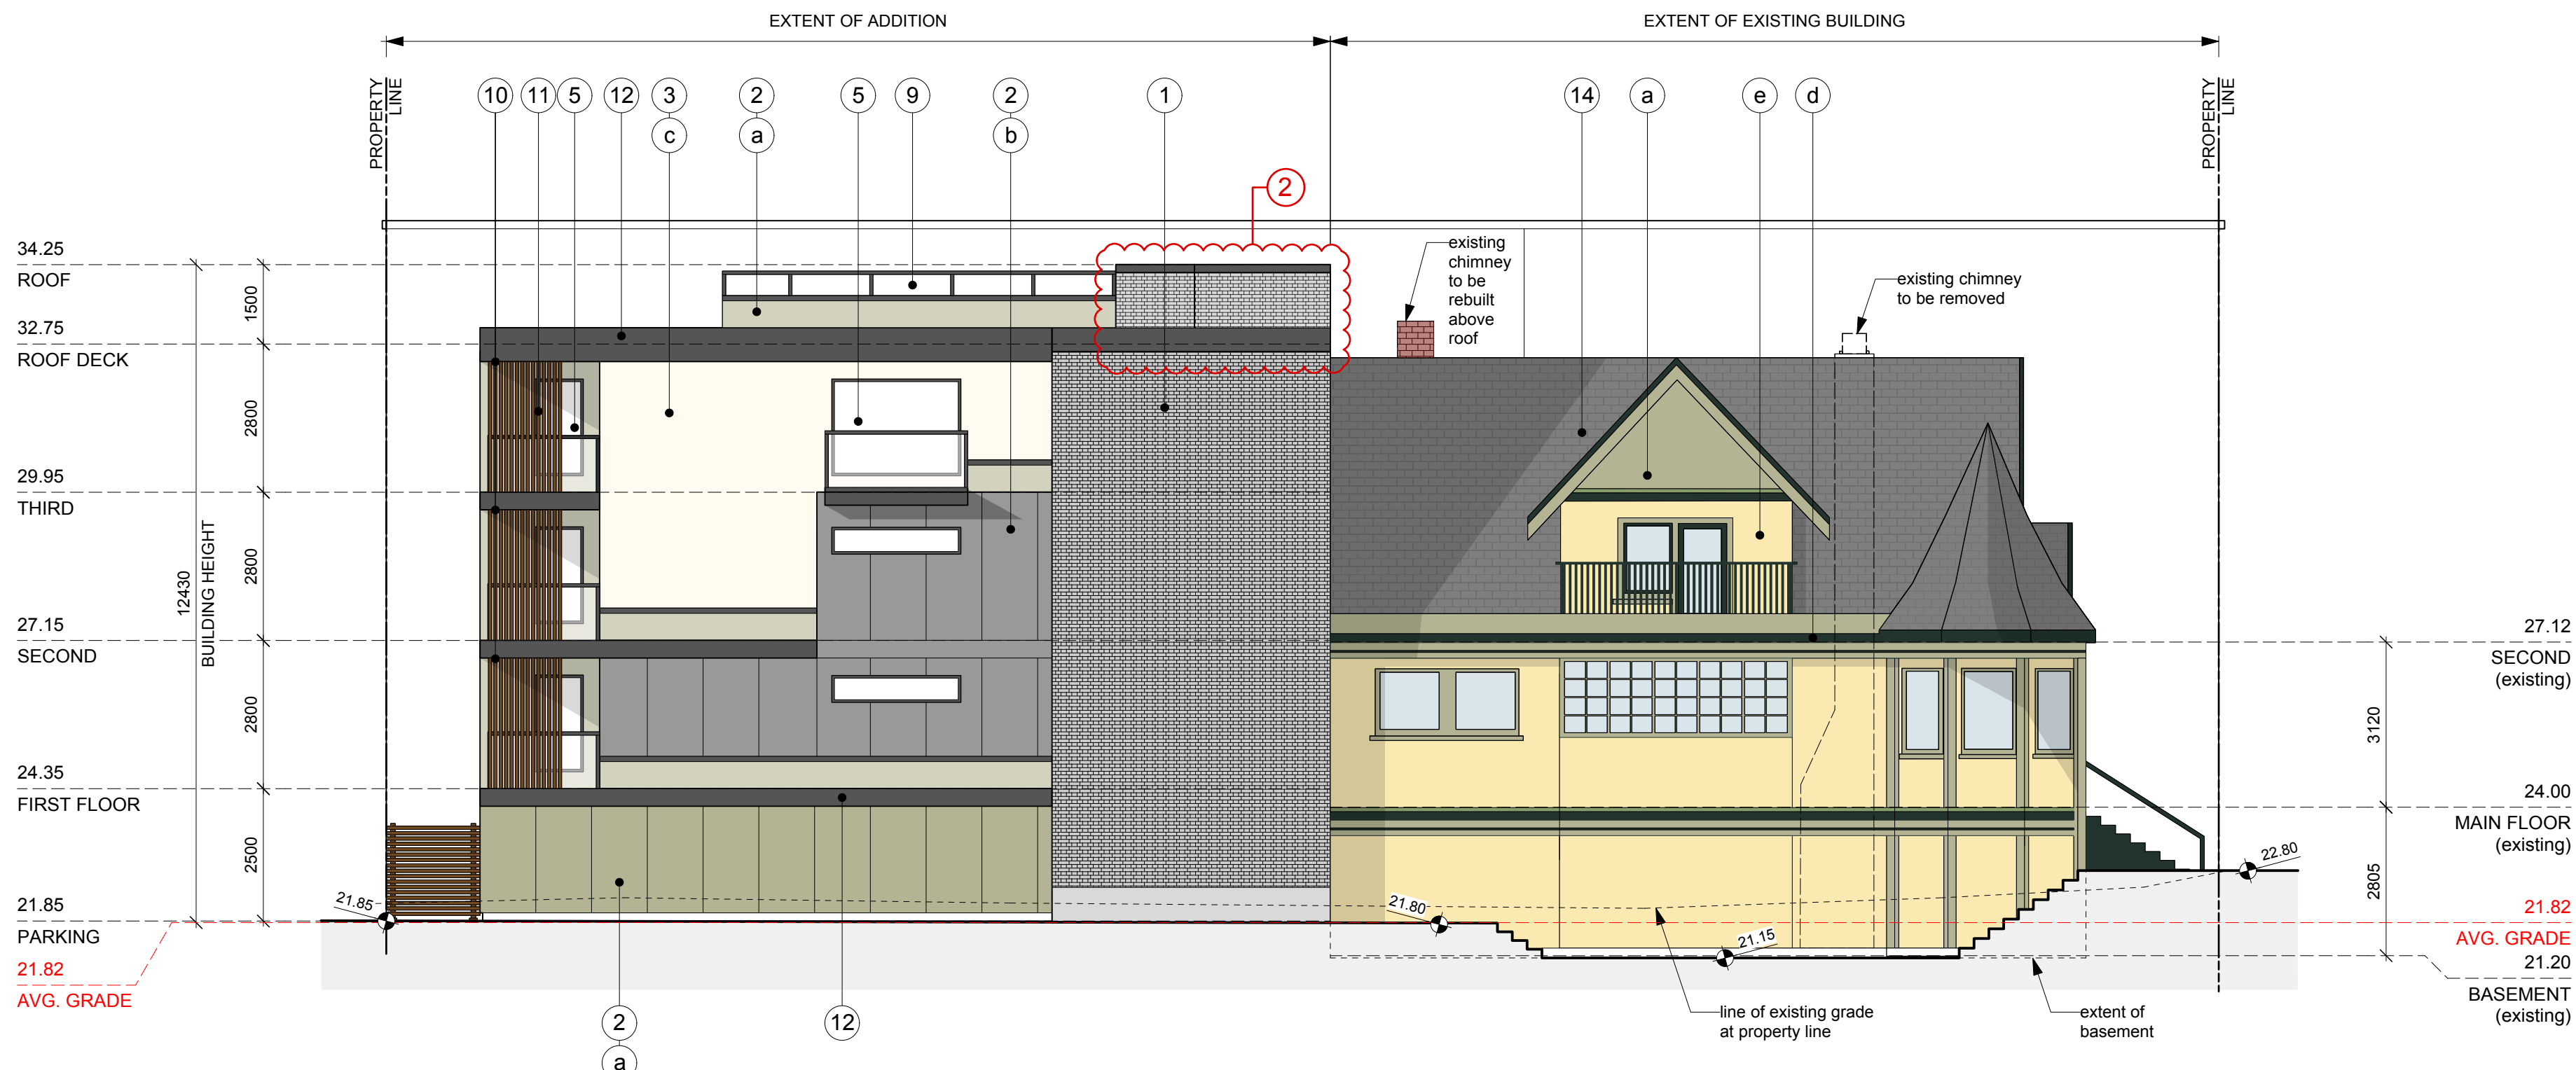 EXTENT OF ADDITION
EXTENT OF EXISTING BUILDING
PROPERTY
LINE
10
11
5
12
3
c
2
a
5
9
2
b
1
14
a
e
d
PROPERTY
LINE
2
34.25
ROOF
1500
32.75
ROOF DECK
2800
29.95
THIRD
2800
27.15
SECOND
2800
24.35
FIRST FLOOR
2500
21.85
PARKING
21.82
AVG. GRADE
12430
BUILDING HEIGHT
existing
chimney
to be
rebuilt
above
roof
existing chimney
to be removed
27.12
SECOND
(existing)
3120
24.00
MAIN FLOOR
(existing)
2805
21.82
AVG. GRADE
21.20
BASEMENT
(existing)
21.85
21.80
21.15
22.80
line of existing grade
at property line
extent of
basement
2
a
12